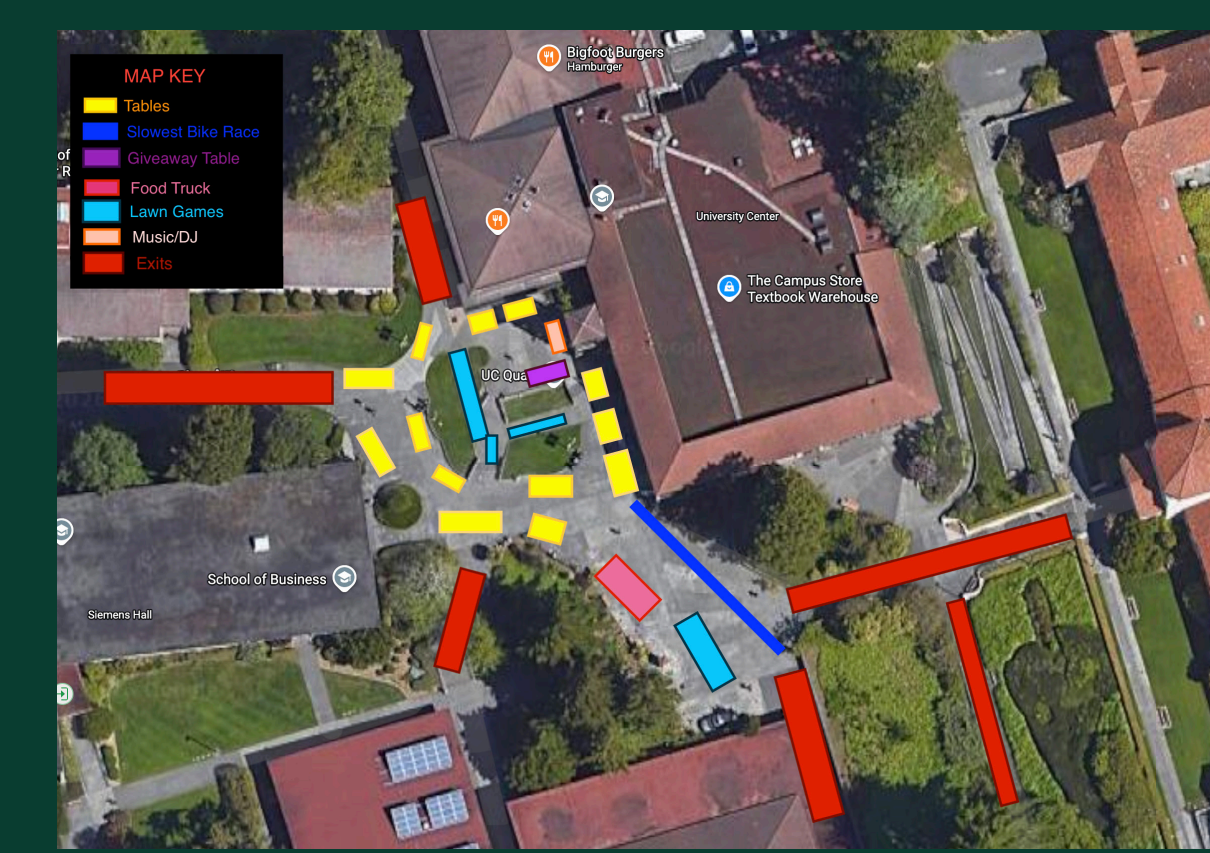 MAP KEY
Tables
Slowest Bike Race
Giveaway Table
Food Truck
Lawn Games
Music/DJ
Exits
Bigfoot Burgers
Hamburger
of
R
University Center
The Campus Store
Textbook Warehouse
UC Qua
School of Business
Siemens Hall